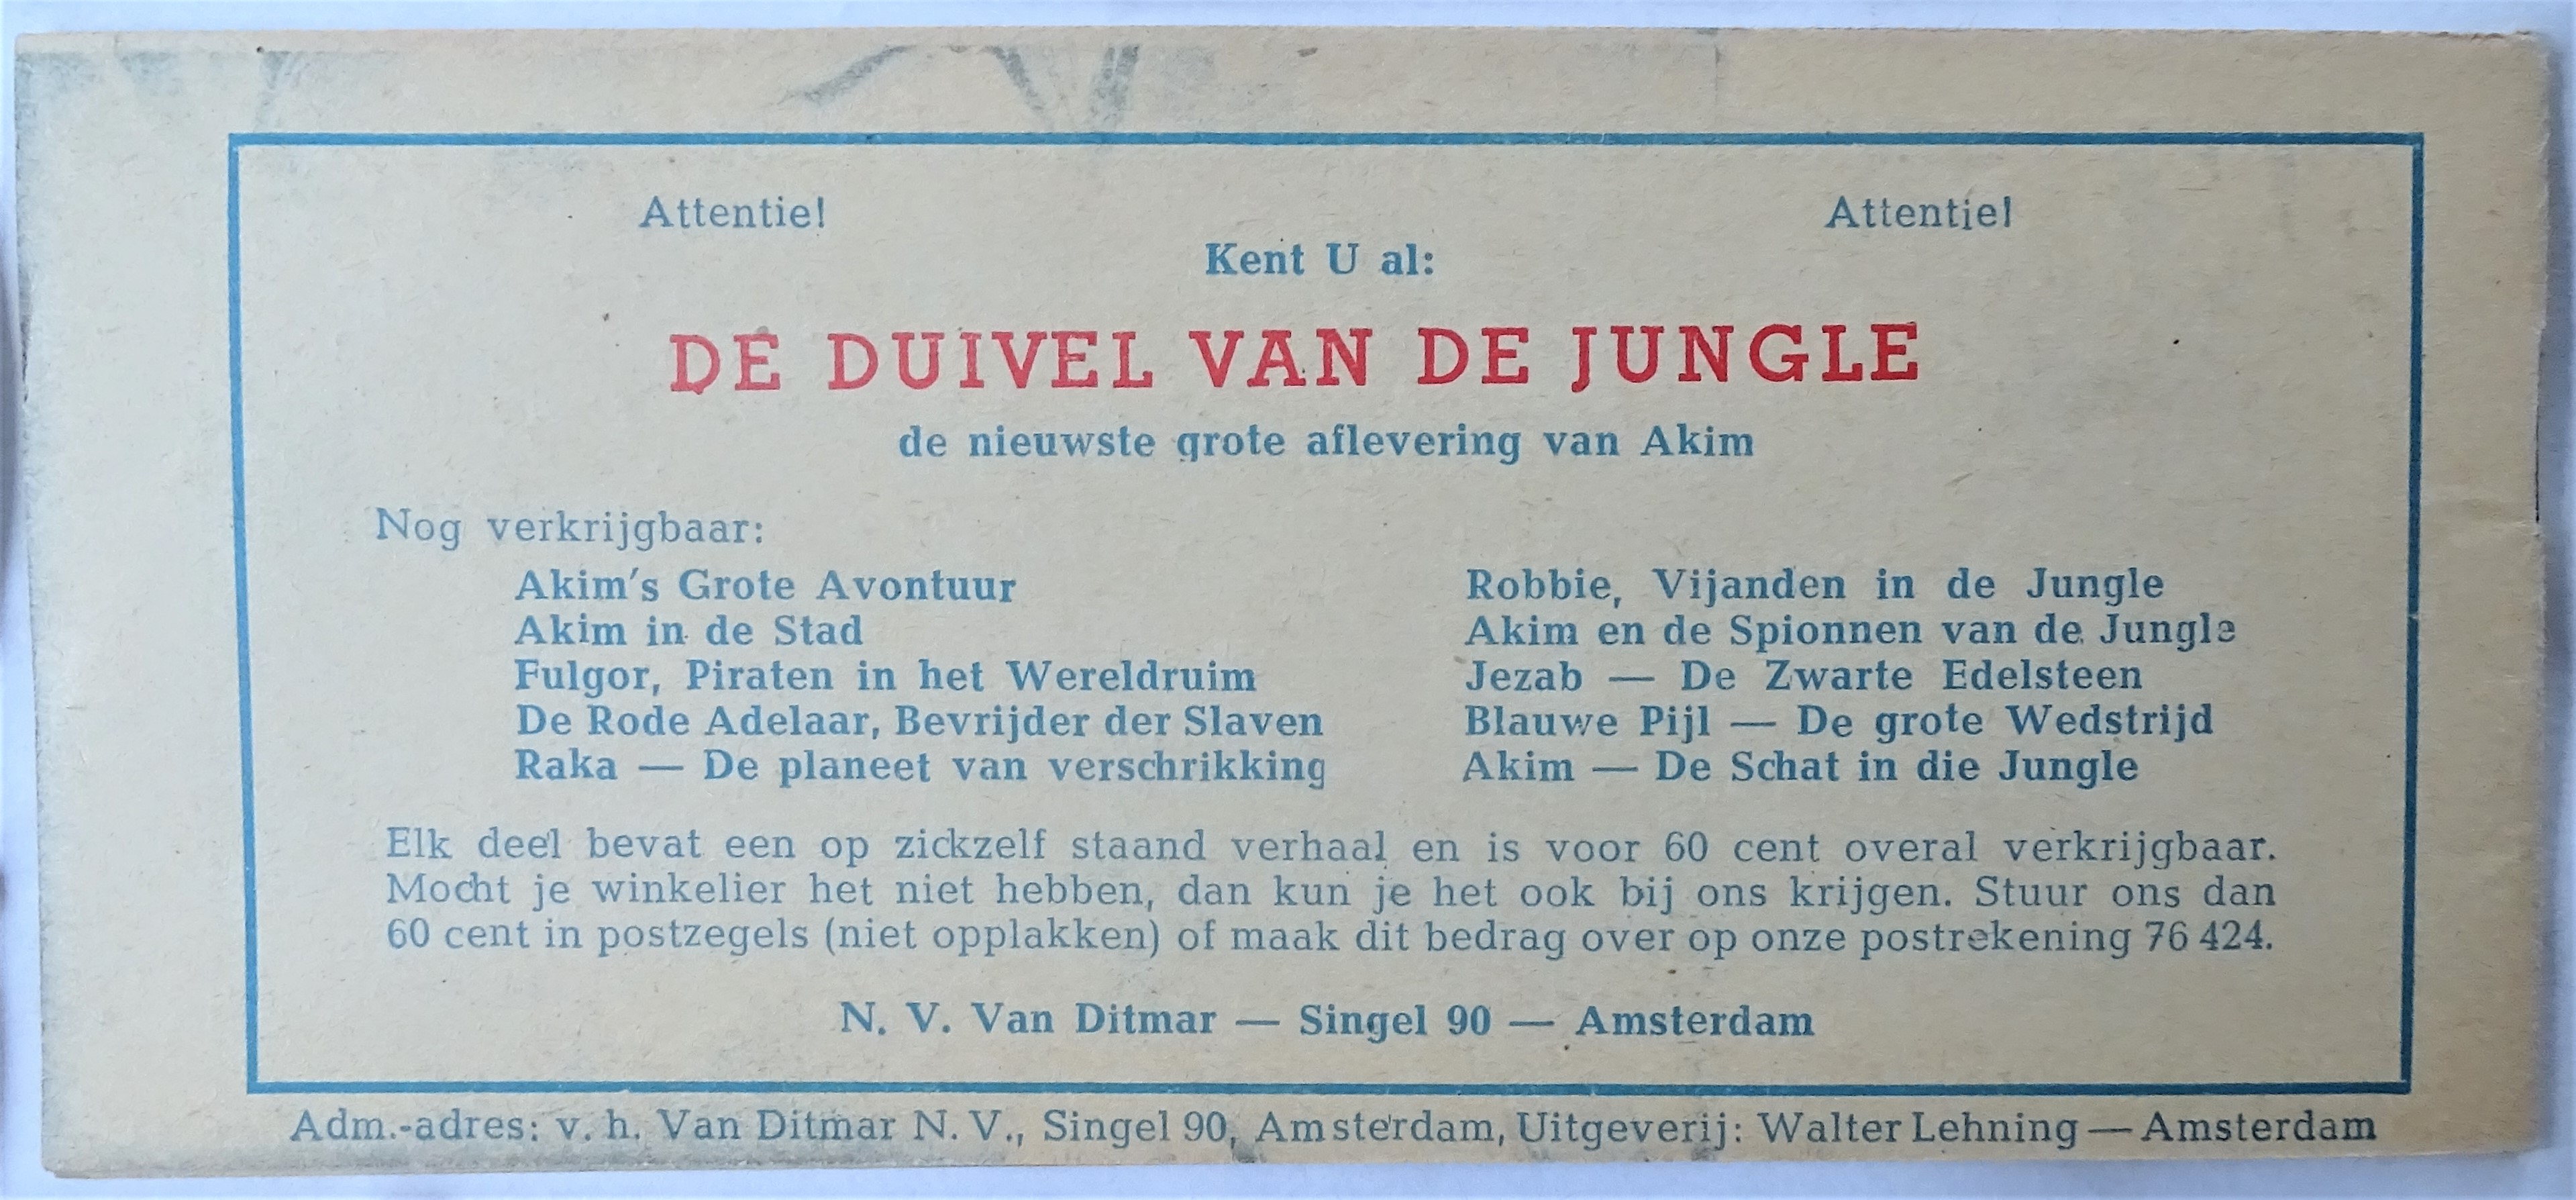 Attentie! Attentie!
Kent U al:
DE DUIVEL VAN DE JUNGLE
de nieuwste grote aflevering van Akim
Nog verkrijgbaar:
Akim's Grote Avontuur
Akim in de Stad
Fulgor, Piraten in het Wereldruim
De Rode Adelaar, Bevrijder der Slaven
Raka — De planeet van verschrikking
Robbie, Vijanden in de Jungle
Akim en de Spionnen van de Jungle
Jezab — De Zwarte Edelsteen
Blauwe Pijl — De grote Wedstrijd
Akim — De Schat in die Jungle
Elk deel bevat een op zickzelf staand verhaal en is voor 60 cent overal verkrijgbaar.
Mocht je winkelier het niet hebben, dan kun je het ook bij ons krijgen. Stuur ons dan
60 cent in postzegels (niet opplakken) of maak dit bedrag over op onze postrekening 76 424.
N. V. Van Ditmar — Singel 90 — Amsterdam
Adm.-adres: v. h. Van Ditmar N. V., Singel 90, Amsterdam, Uitgeverij: Walter Lehning — Amsterdam